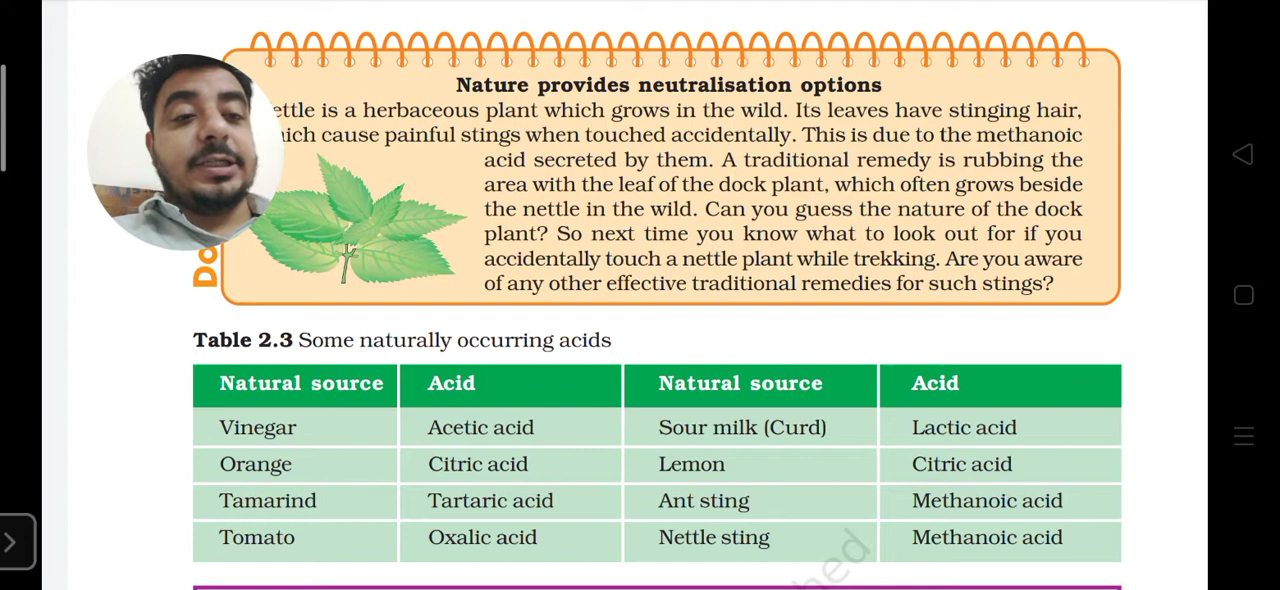 Nature provides neutralisation options
ettle is a herbaceous plant which grows in the wild. Its leaves have stinging hair,
ich cause painful stings when touched accidentally. This is due to the methanoic
acid secreted by them. A traditional remedy is rubbing the
area with the leaf of the dock plant, which often grows beside
the nettle in the wild. Can you guess the nature of the dock
plant? So next time you know what to look out for if you
accidentally touch a nettle plant while trekking. Are you aware
of any other effective traditional remedies for such stings?
Do
Table 2.3 Some naturally occurring acids
Natural source Acid Natural source Acid
Vinegar Acetic acid Sour milk (Curd) Lactic acid
Orange Citric acid Lemon Citric acid
Tamarind Tartaric acid Ant sting Methanoic acid
Tomato Oxalic acid Nettle sting Methanoic acid
hed